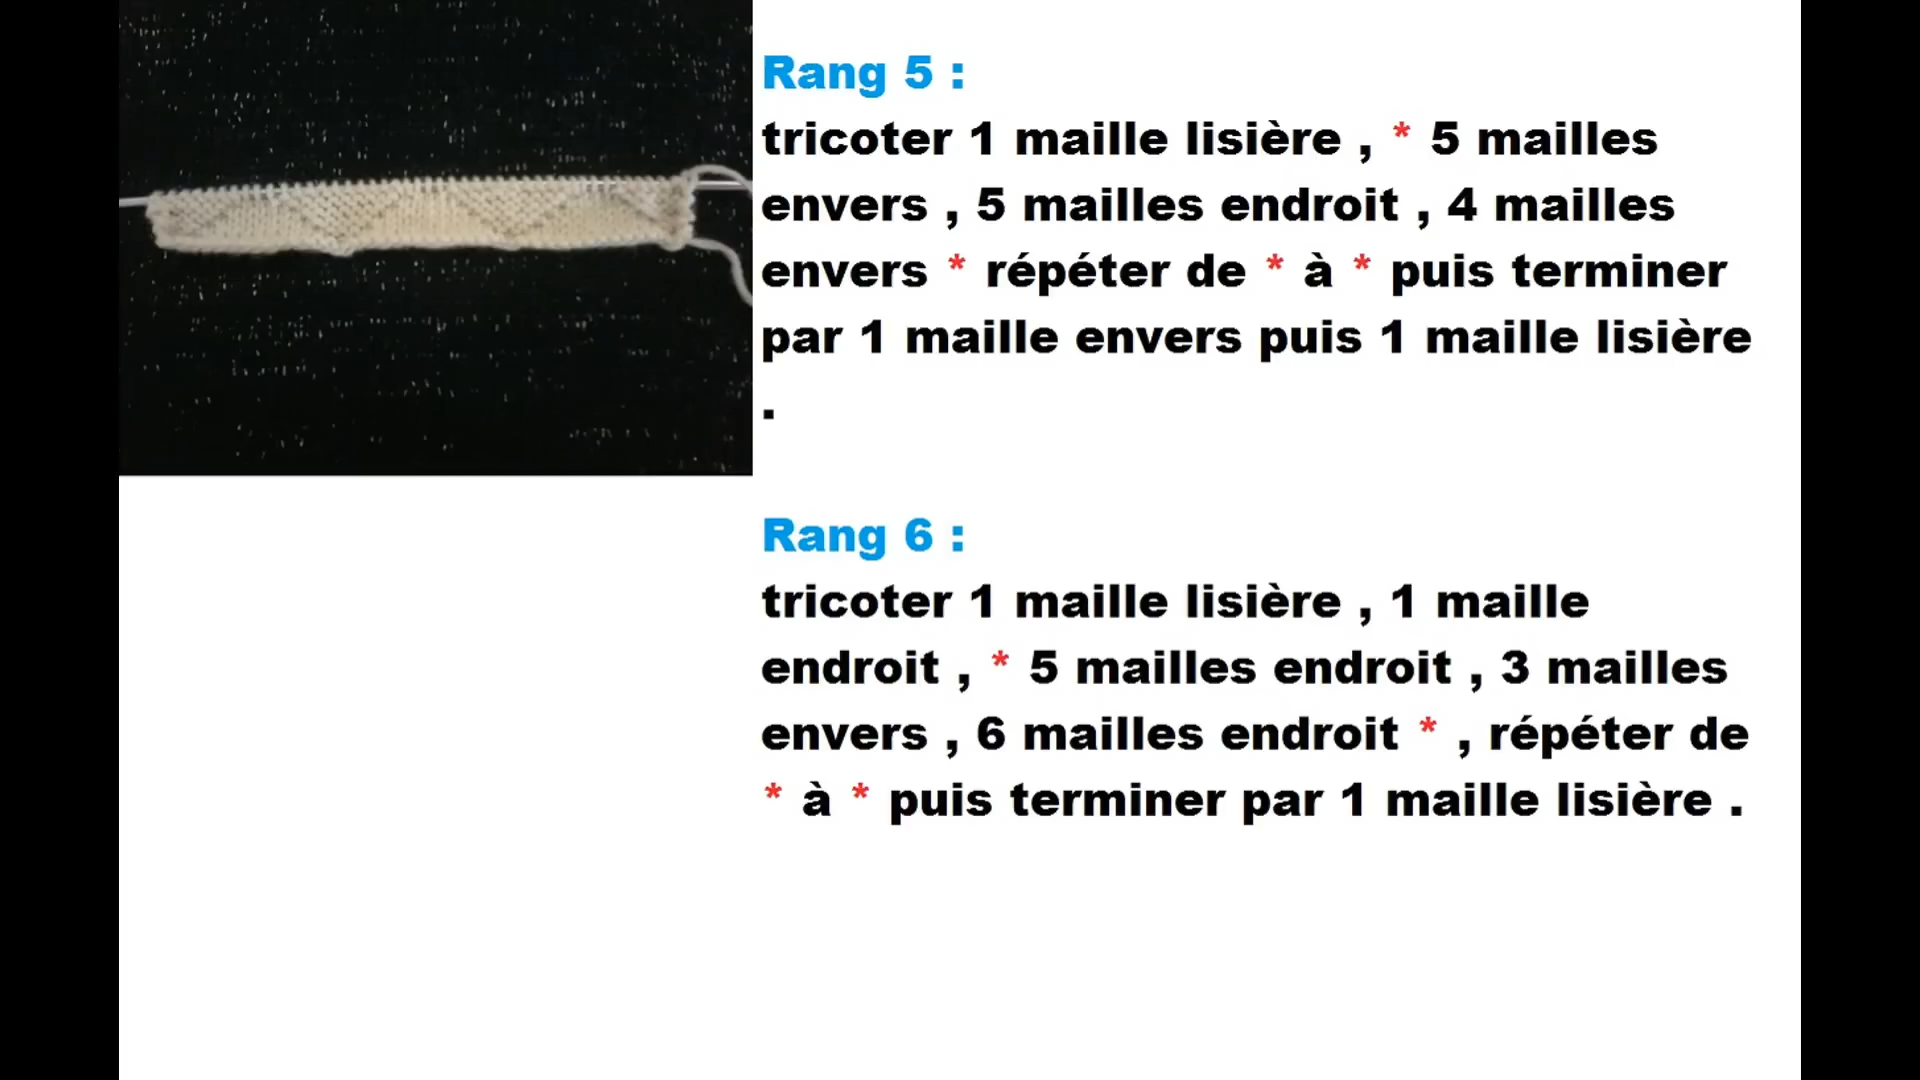 Rang 5 :
tricoter 1 maille lisière , * 5 mailles
envers , 5 mailles endroit , 4 mailles
envers * répéter de * à * puis terminer
par 1 maille envers puis 1 maille lisière
.
Rang 6 :
tricoter 1 maille lisière , 1 maille
endroit , * 5 mailles endroit , 3 mailles
envers , 6 mailles endroit * , répéter de
* à * puis terminer par 1 maille lisière .